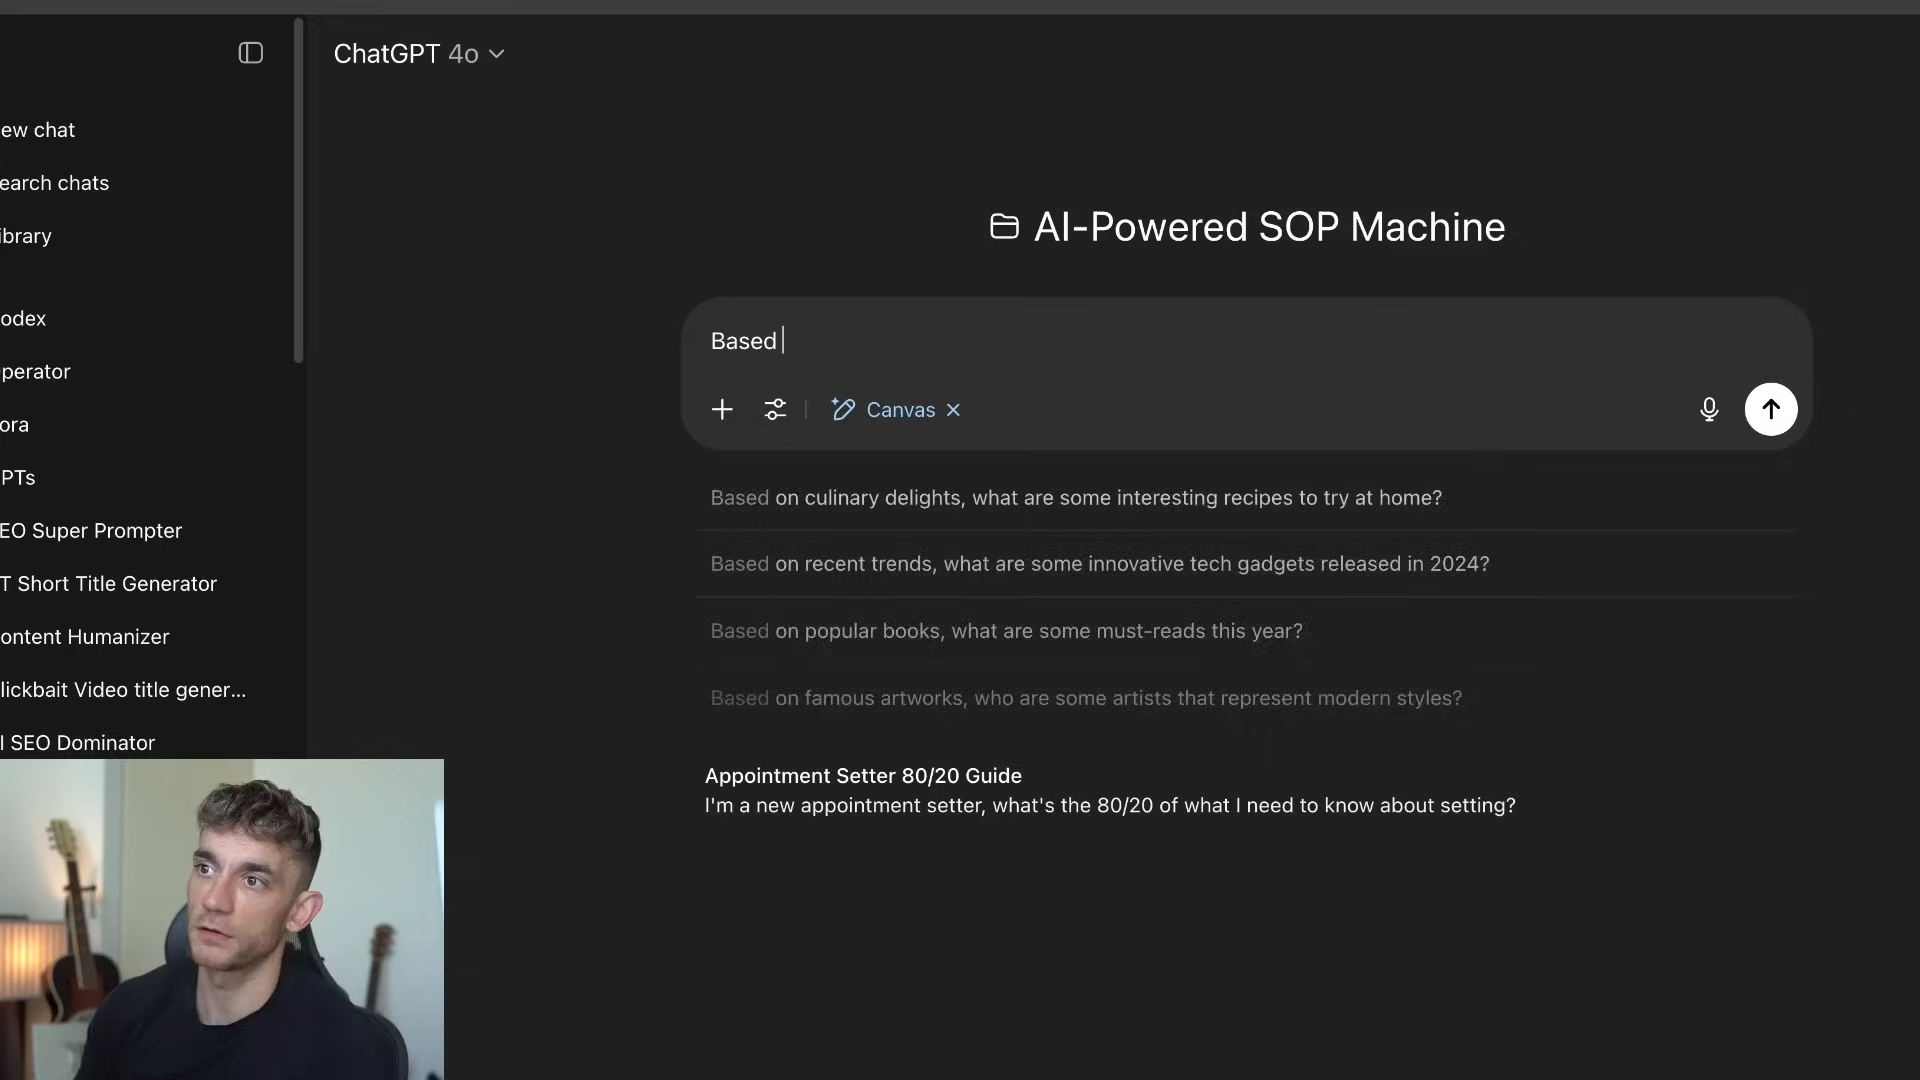 ChatGPT 4o
ew chat
earch chats
ibrary
odex
perator
ora
PTs
EO Super Prompter
T Short Title Generator
ontent Humanizer
lickbait Video title gener...
I SEO Dominator
AI-Powered SOP Machine
Based
Canvas
Based on culinary delights, what are some interesting recipes to try at home?
Based on recent trends, what are some innovative tech gadgets released in 2024?
Based on popular books, what are some must-reads this year?
Based on famous artworks, who are some artists that represent modern styles?
Appointment Setter 80/20 Guide
I'm a new appointment setter, what's the 80/20 of what I need to know about setting?